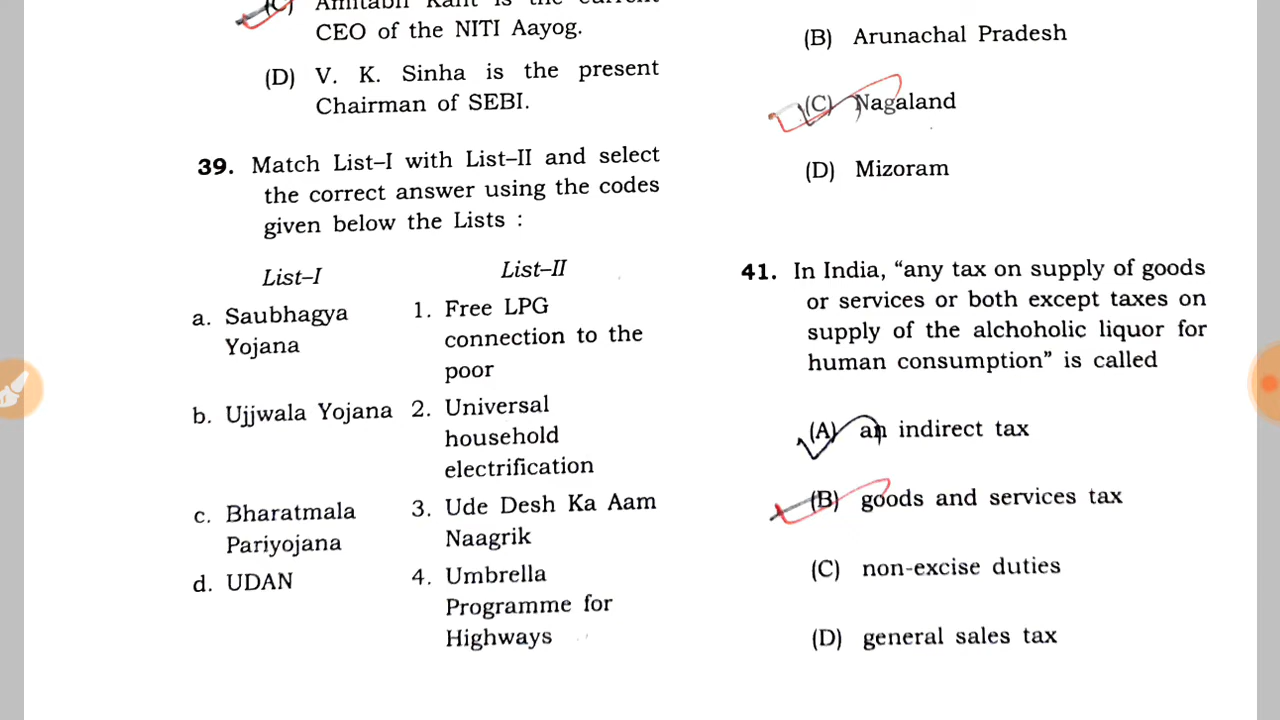 (C) Amitabh Kant is the current
CEO of the NITI Aayog.
(D) V. K. Sinha is the present
Chairman of SEBI.
39. Match List–I with List–II and select
the correct answer using the codes
given below the Lists :
List–I
List–II
a. Saubhagya
Yojana
1. Free LPG
connection to the
poor
b. Ujjwala Yojana
2. Universal
household
electrification
c. Bharatmala
Pariyojana
3. Ude Desh Ka Aam
Naagrik
d. UDAN
4. Umbrella
Programme for
Highways
(B) Arunachal Pradesh
(C) Nagaland
(D) Mizoram
41. In India, “any tax on supply of goods
or services or both except taxes on
supply of the alchoholic liquor for
human consumption” is called
(A) an indirect tax
(B) goods and services tax
(C) non-excise duties
(D) general sales tax